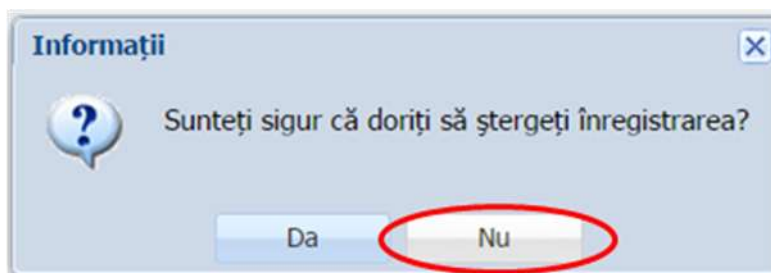 Informații
Sunteți sigur că doriți să ştergeți înregistrarea?
Da
Nu